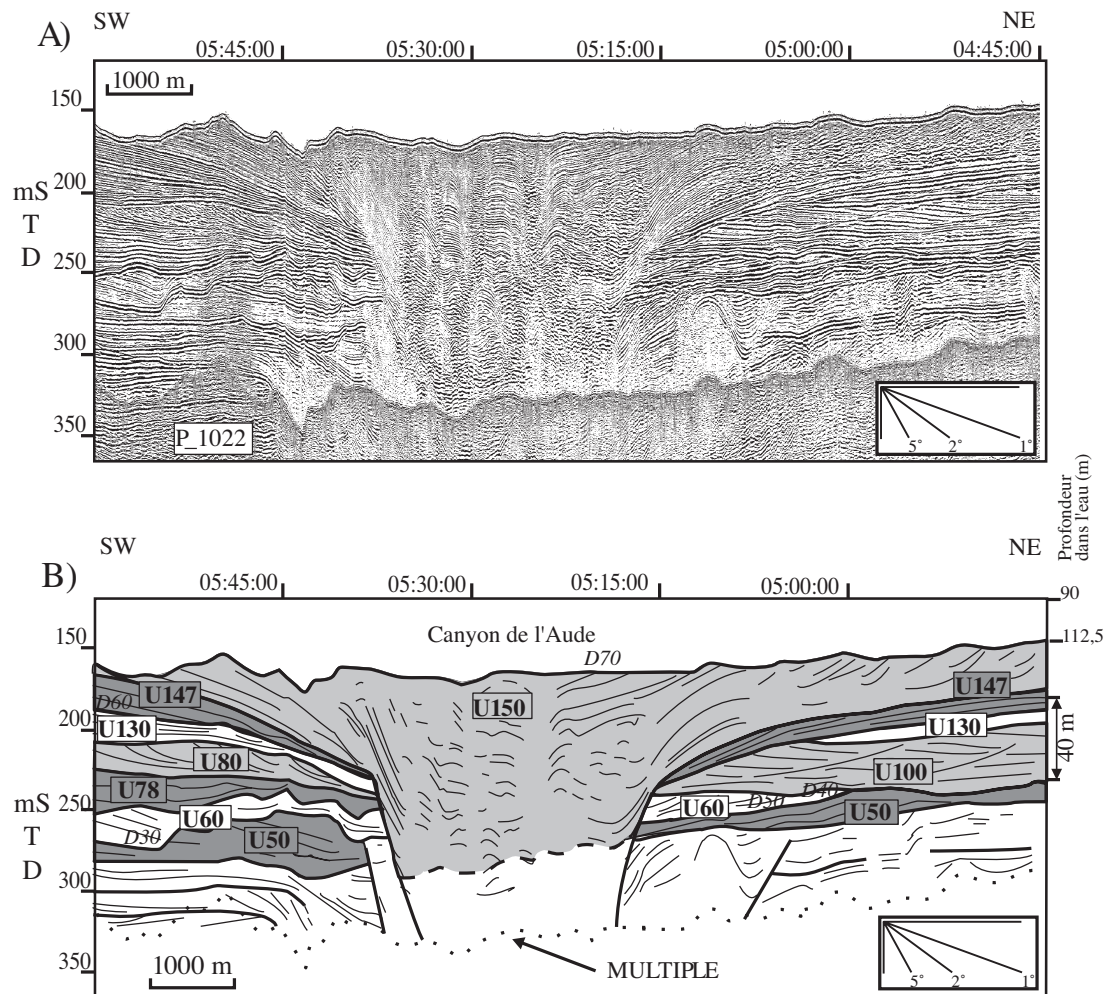 SW NE
A)
05:45:00 05:30:00 05:15:00 05:00:00 04:45:00
1000 m
150
200
mS
T
D
250
300
350
P_1022
5° 2° 1°
Profondeur
dans l'eau (m)
SW NE
B)
05:45:00 05:30:00 05:15:00 05:00:00
90
Canyon de l'Aude
112,5
150
D70
U147 U150 U147
D60
U130 U130
200
40 m
U80 U100
U78
mS
T
D
250
U60 U60 D50 D40
D30 U50 U50
300
350
1000 m
MULTIPLE
5° 2° 1°